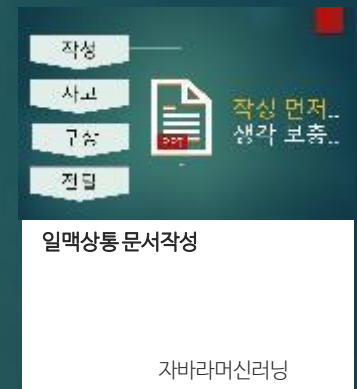 작성
사고
구상
전달
PPT
작성 먼저..
생각 보충..
일맥상통 문서작성
자바라머신러닝